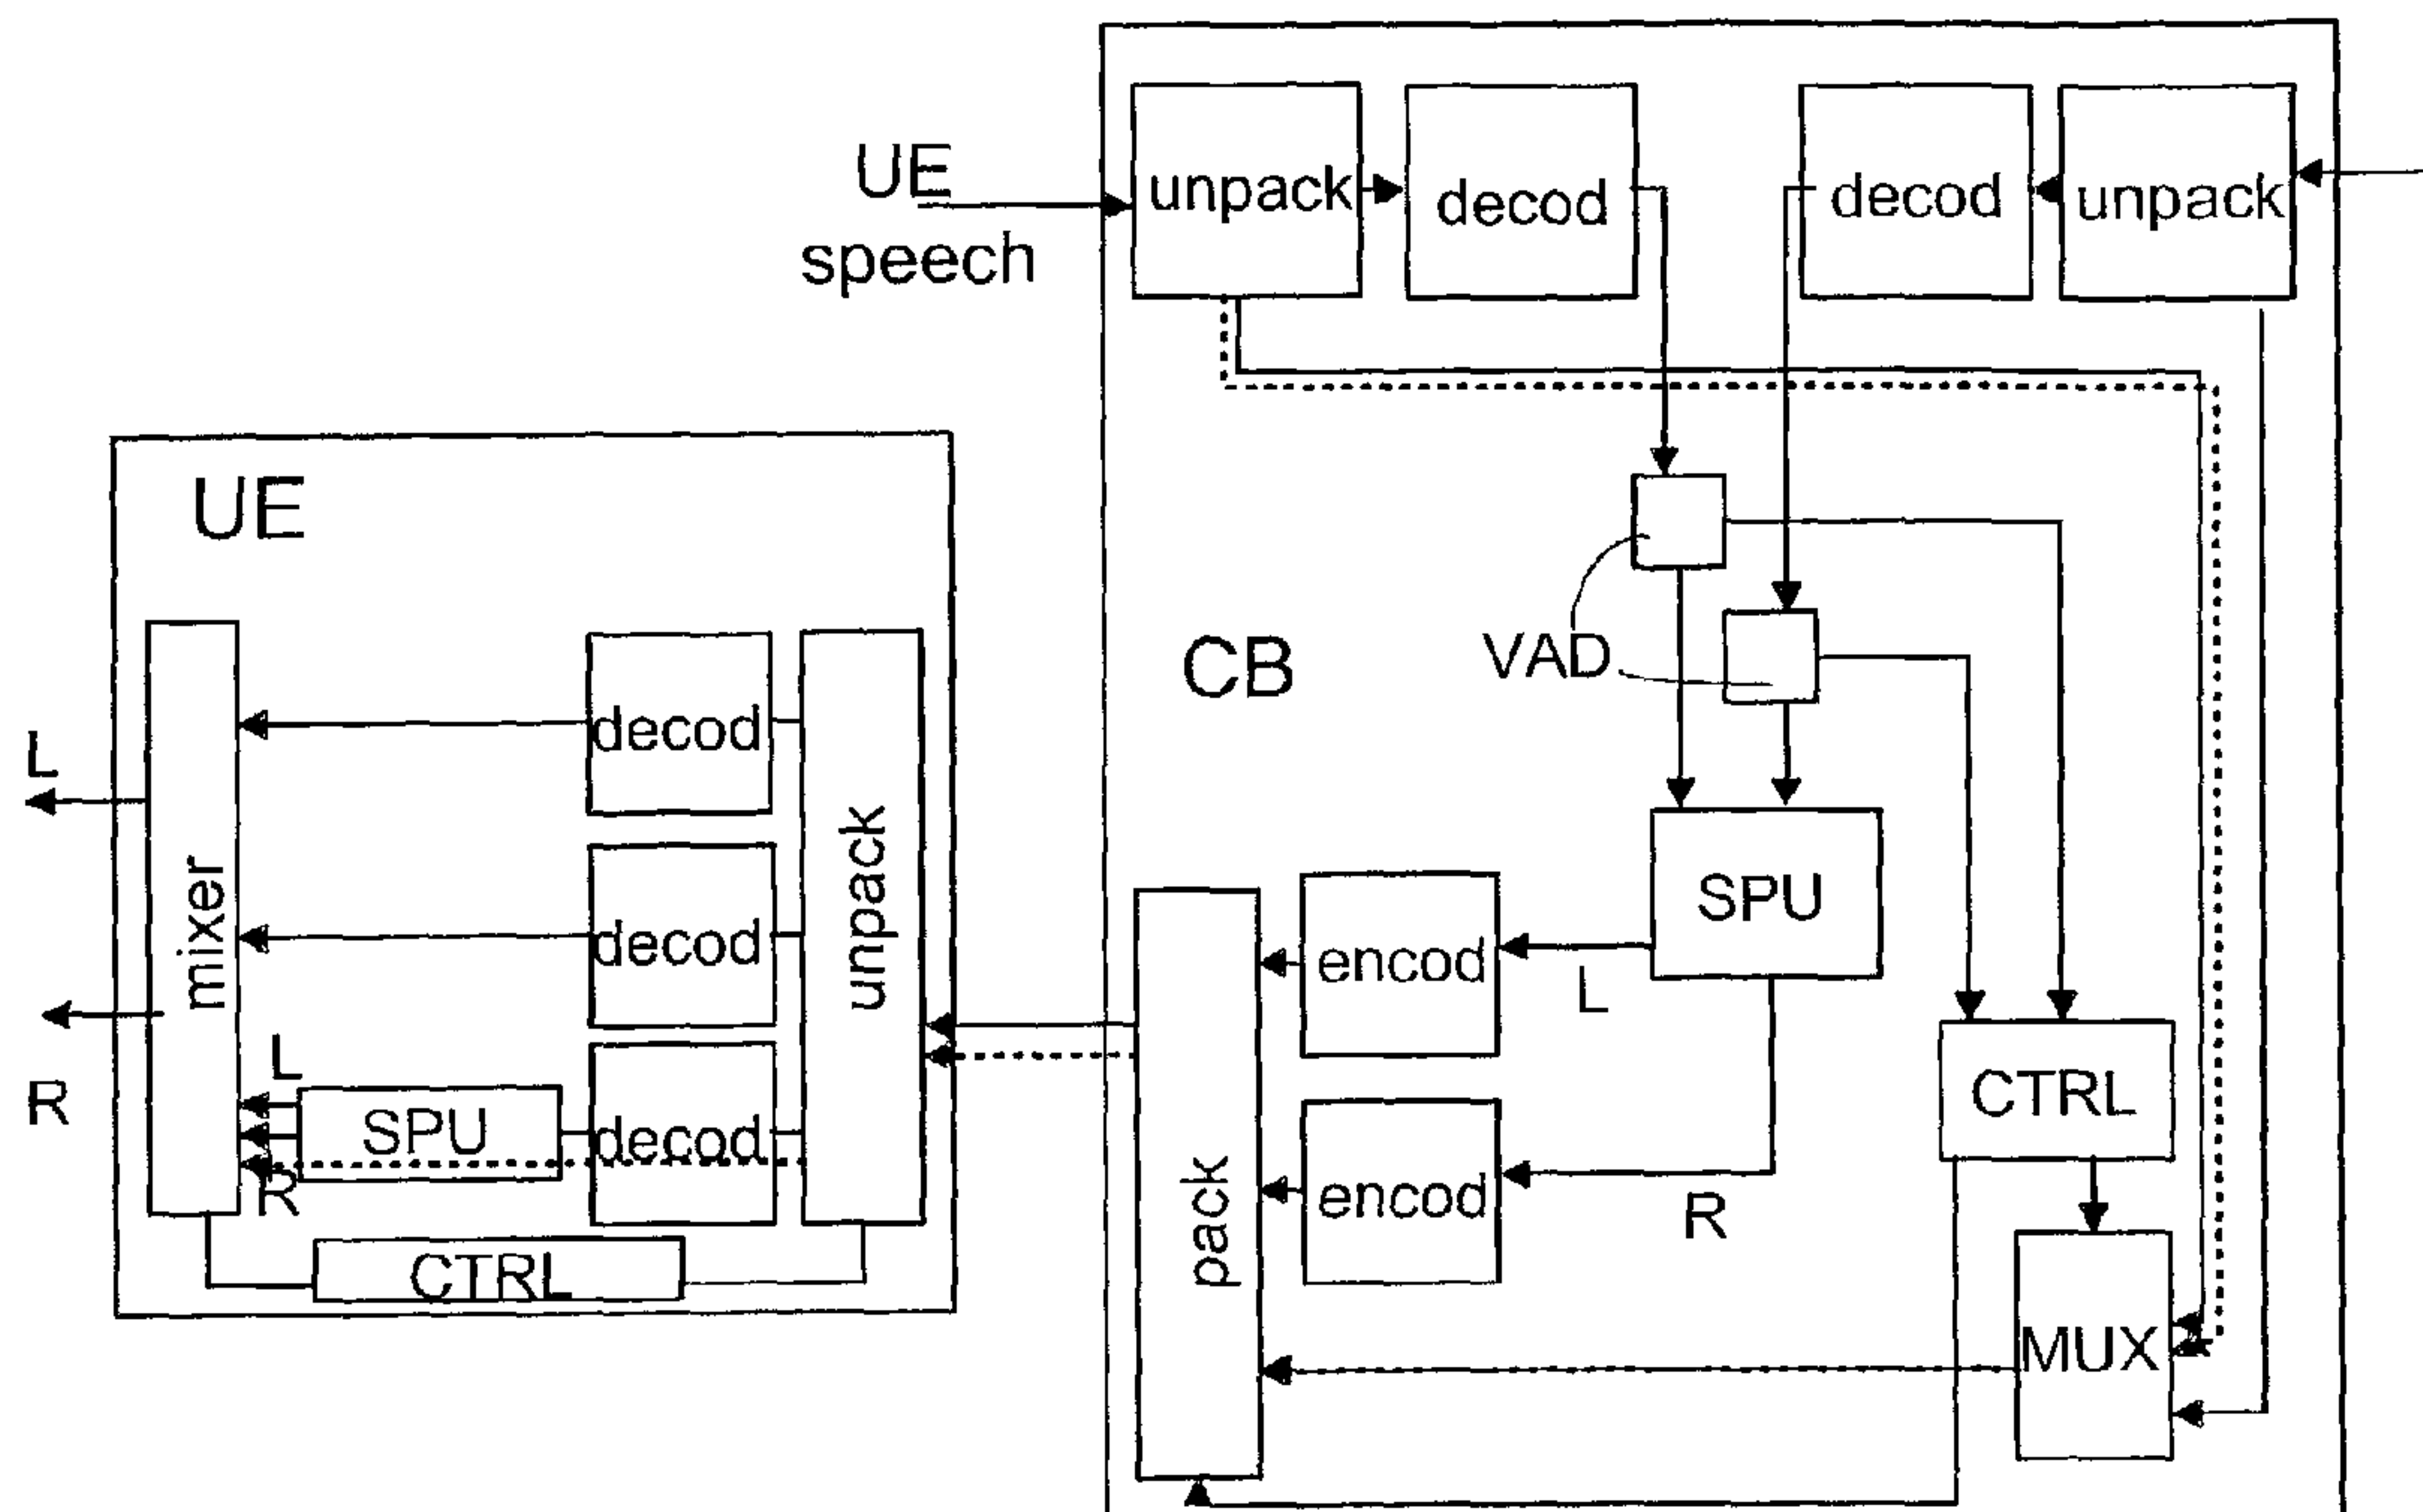 UE
speech
unpack
decod
decod
unpack
UE
VAD
CB
L
R
mixer
decod
decod
decod
unpack
L
SPU
R
CTRL
SPU
encod
L
encod
R
pack
CTRL
MUX